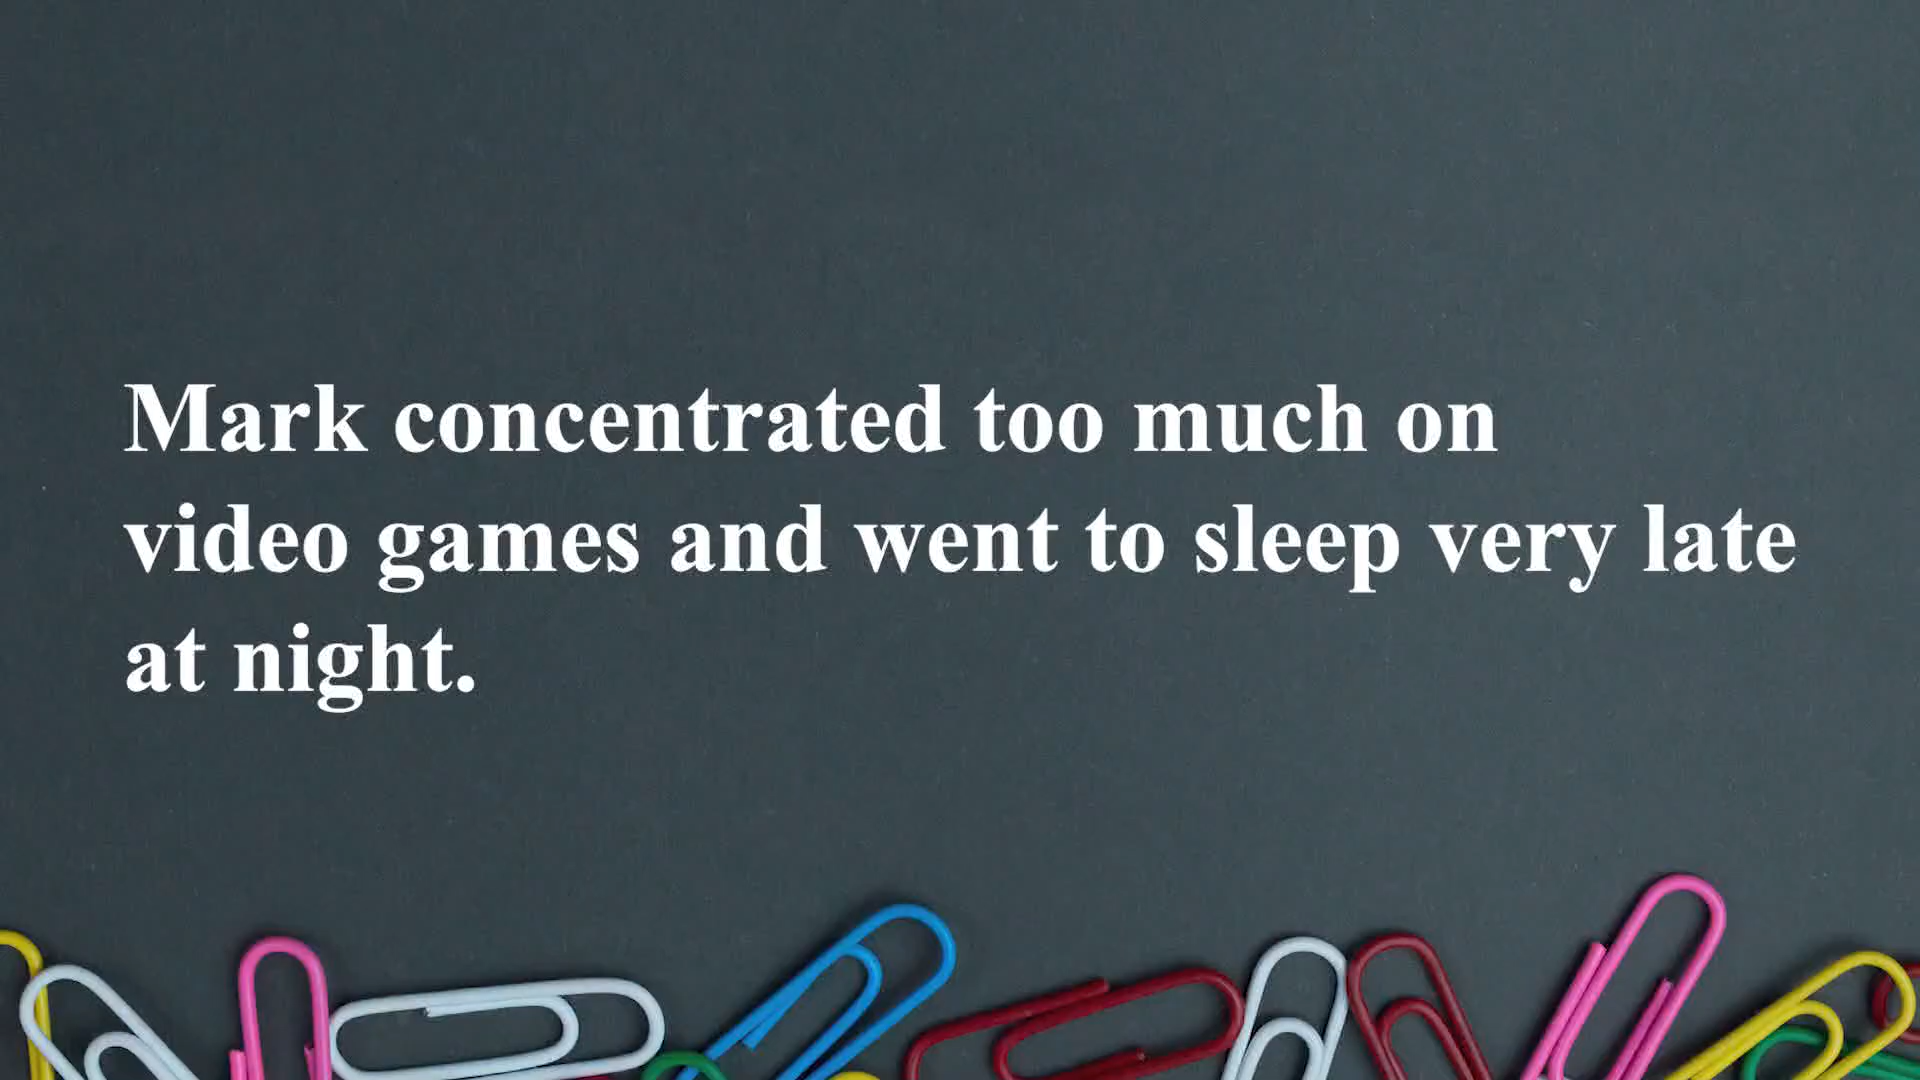 Mark concentrated too much on
video games and went to sleep very late
at night.